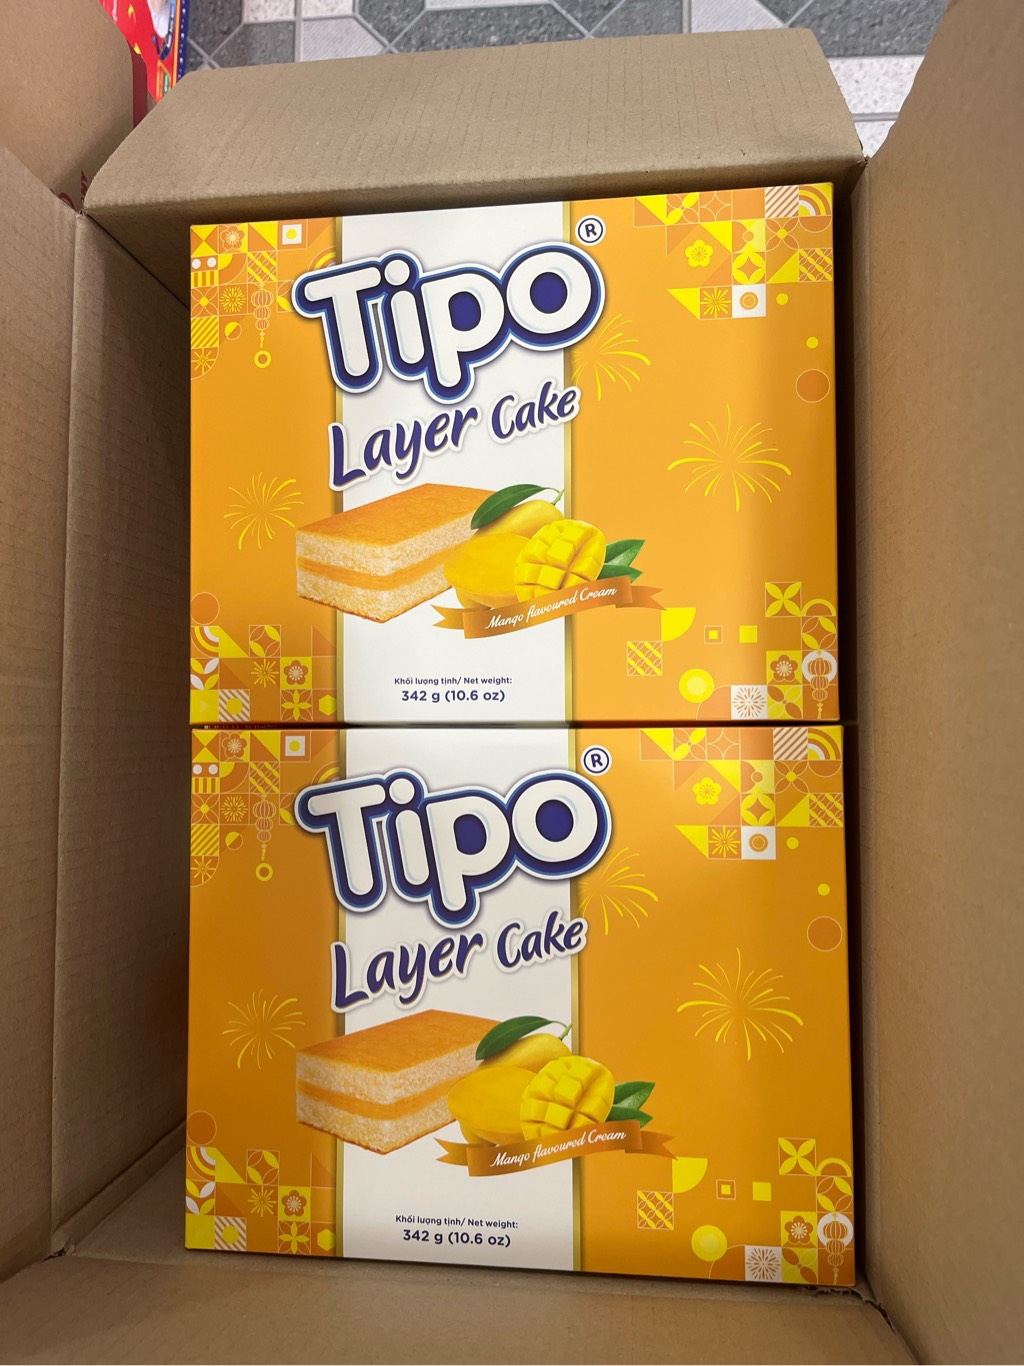 Tipo®
Layer Cake
Mango flavoured Cream
Khối lượng tịnh/ Net weight:
342 g (10.6 oz)
Tipo®
Layer Cake
Mango flavoured Cream
Khối lượng tịnh/ Net weight:
342 g (10.6 oz)